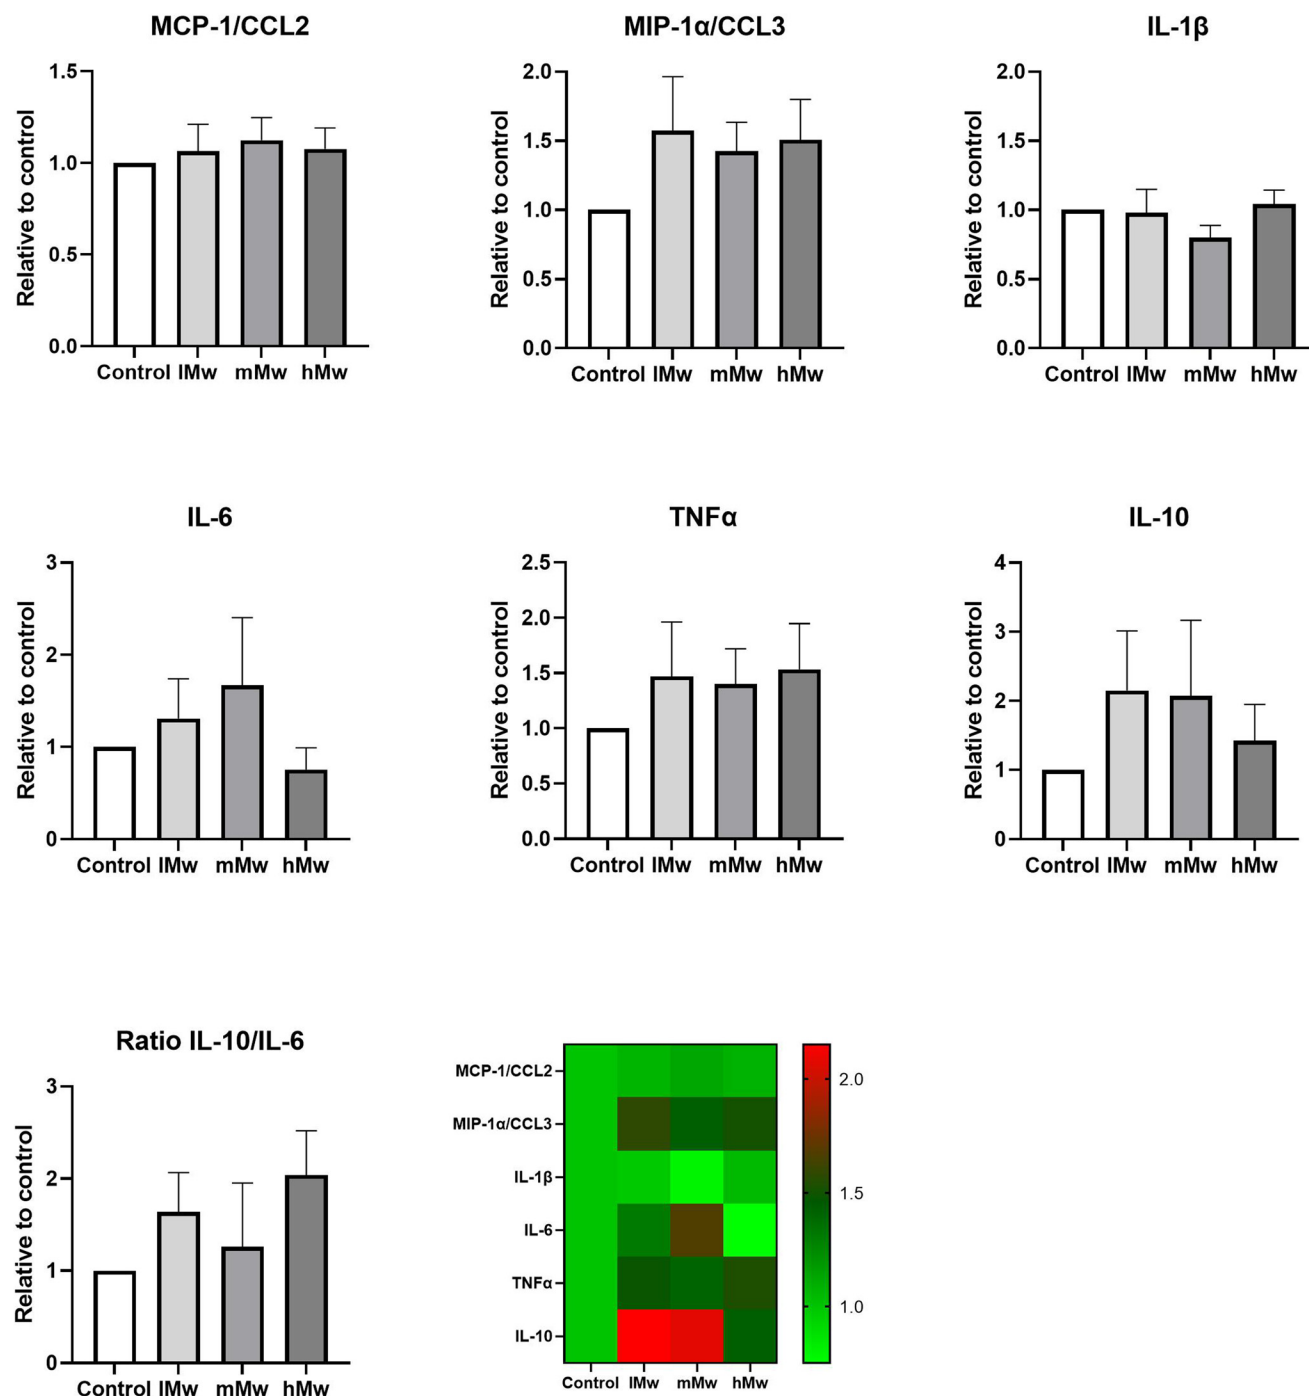 MCP-1/CCL2
Relative to control
1.5
1.0
0.5
0.0
Control lMw mMw hMw
MIP-1α/CCL3
Relative to control
2.0
1.5
1.0
0.5
0.0
Control lMw mMw hMw
IL-1β
Relative to control
2.0
1.5
1.0
0.5
0.0
Control lMw mMw hMw
IL-6
Relative to control
3
2
1
0
Control lMw mMw hMw
TNFα
Relative to control
2.5
2.0
1.5
1.0
0.5
0.0
Control lMw mMw hMw
IL-10
Relative to control
4
3
2
1
0
Control lMw mMw hMw
Ratio IL-10/IL-6
Relative to control
3
2
1
0
Control lMw mMw hMw
MCP-1/CCL2
MIP-1α/CCL3
IL-1β
IL-6
TNFα
IL-10
Control lMw mMw hMw
2.0
1.5
1.0